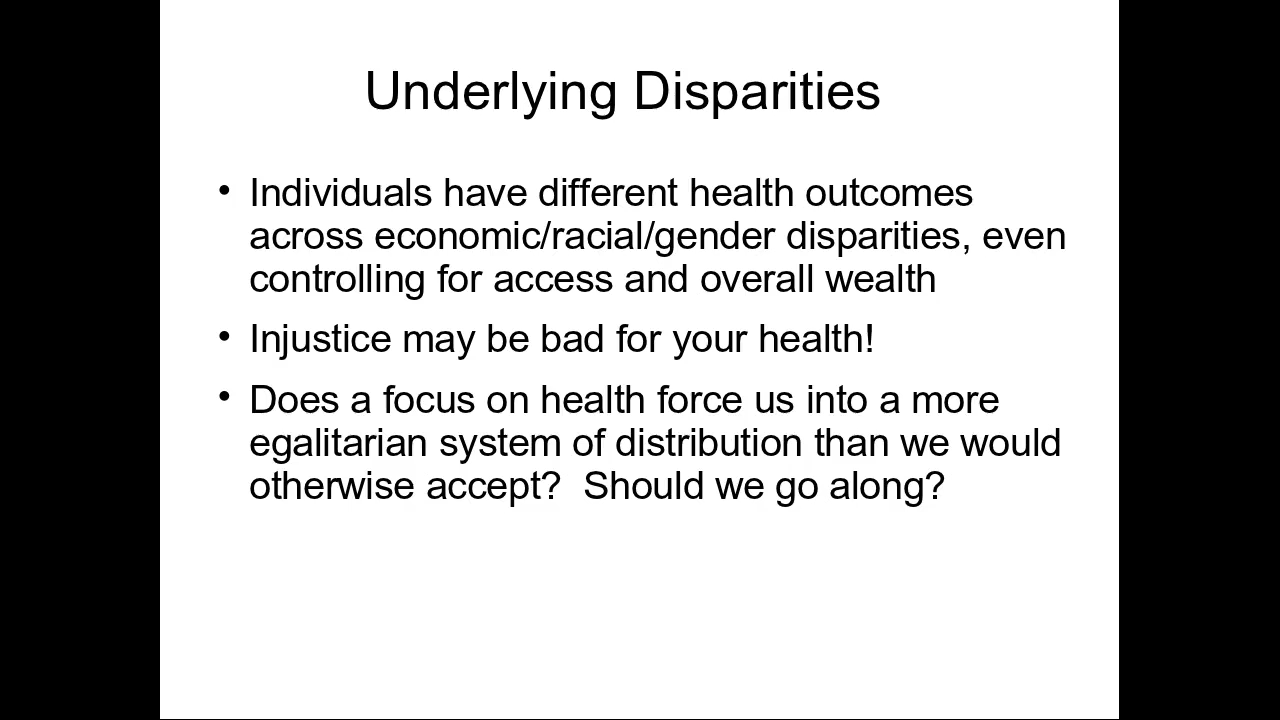 Underlying Disparities
• Individuals have different health outcomes
across economic/racial/gender disparities, even
controlling for access and overall wealth
• Injustice may be bad for your health!
• Does a focus on health force us into a more
egalitarian system of distribution than we would
otherwise accept?  Should we go along?